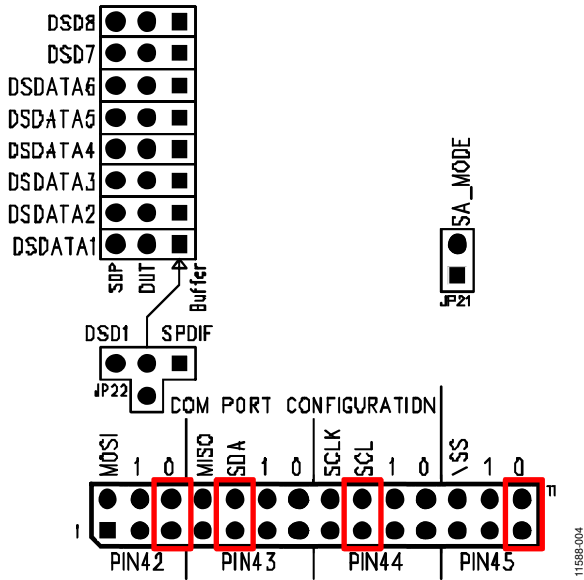 DSD8
DSD7
DSDATA6
DSDATA5
DSDATA4
DSDATA3
DSDATA2
DSDATA1
SDP DUT Buffer
SA_MODE
JP21
DSD1 SPDIF
JP22
COM PORT CONFIGURATION
MOSI 1 0 MISO SDA 1 0 SCLK SCL 1 0 \SS 1 0
1
PIN42 PIN43 PIN44 PIN45
11588-004